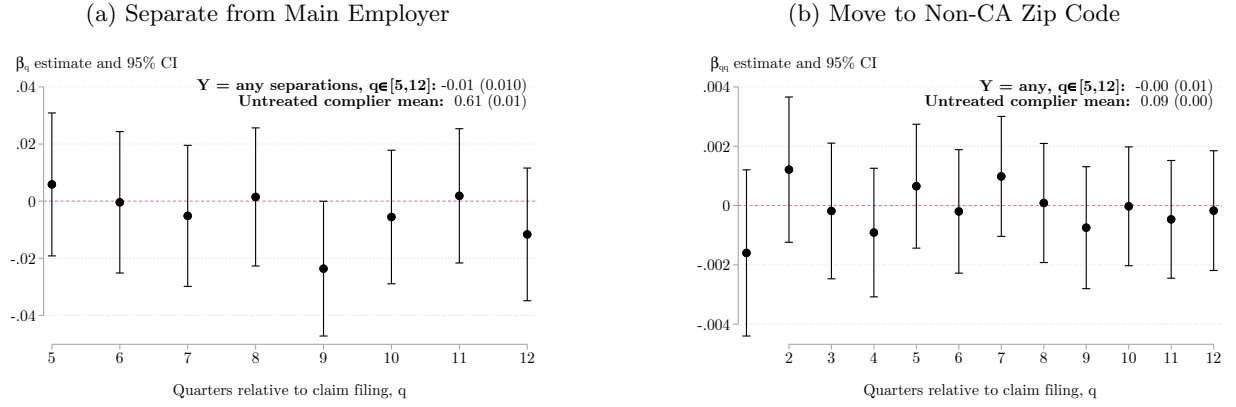 (a) Separate from Main Employer
βq estimate and 95% CI
Y = any separations, q∈[5,12]: -0.01 (0.010)
Untreated complier mean: 0.61 (0.01)
.04
.02
0
-.02
-.04
5 6 7 8 9 10 11 12
Quarters relative to claim filing, q
(b) Move to Non-CA Zip Code
βqq estimate and 95% CI
Y = any, q∈[5,12]: -0.00 (0.01)
Untreated complier mean: 0.09 (0.00)
.004
.002
0
-.002
-.004
2 3 4 5 6 7 8 9 10 11 12
Quarters relative to claim filing, q